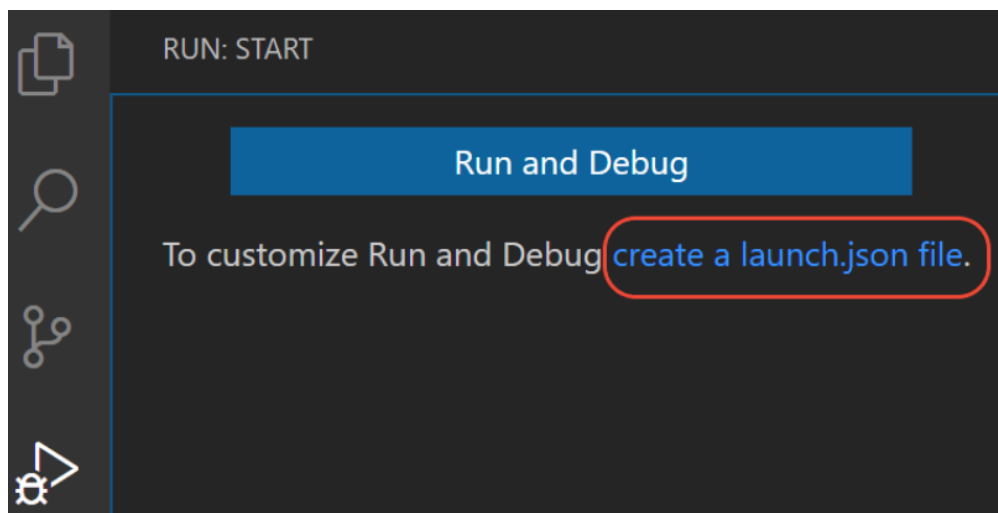 RUN: START
Run and Debug
To customize Run and Debug create a launch.json file.